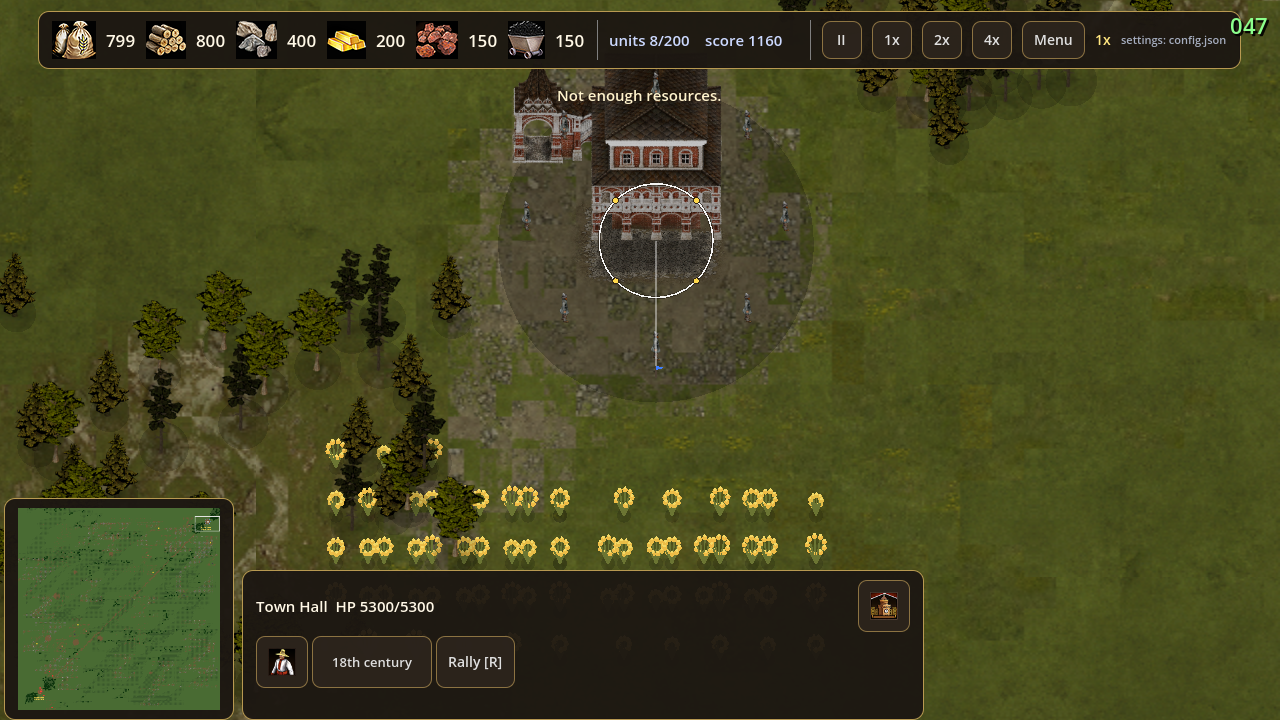 799 800 400 200 150 150 units 8/200 score 1160 II 1x 2x 4x Menu 1x settings: config.json 047
Not enough resources.
Town Hall HP 5300/5300
18th century Rally [R]